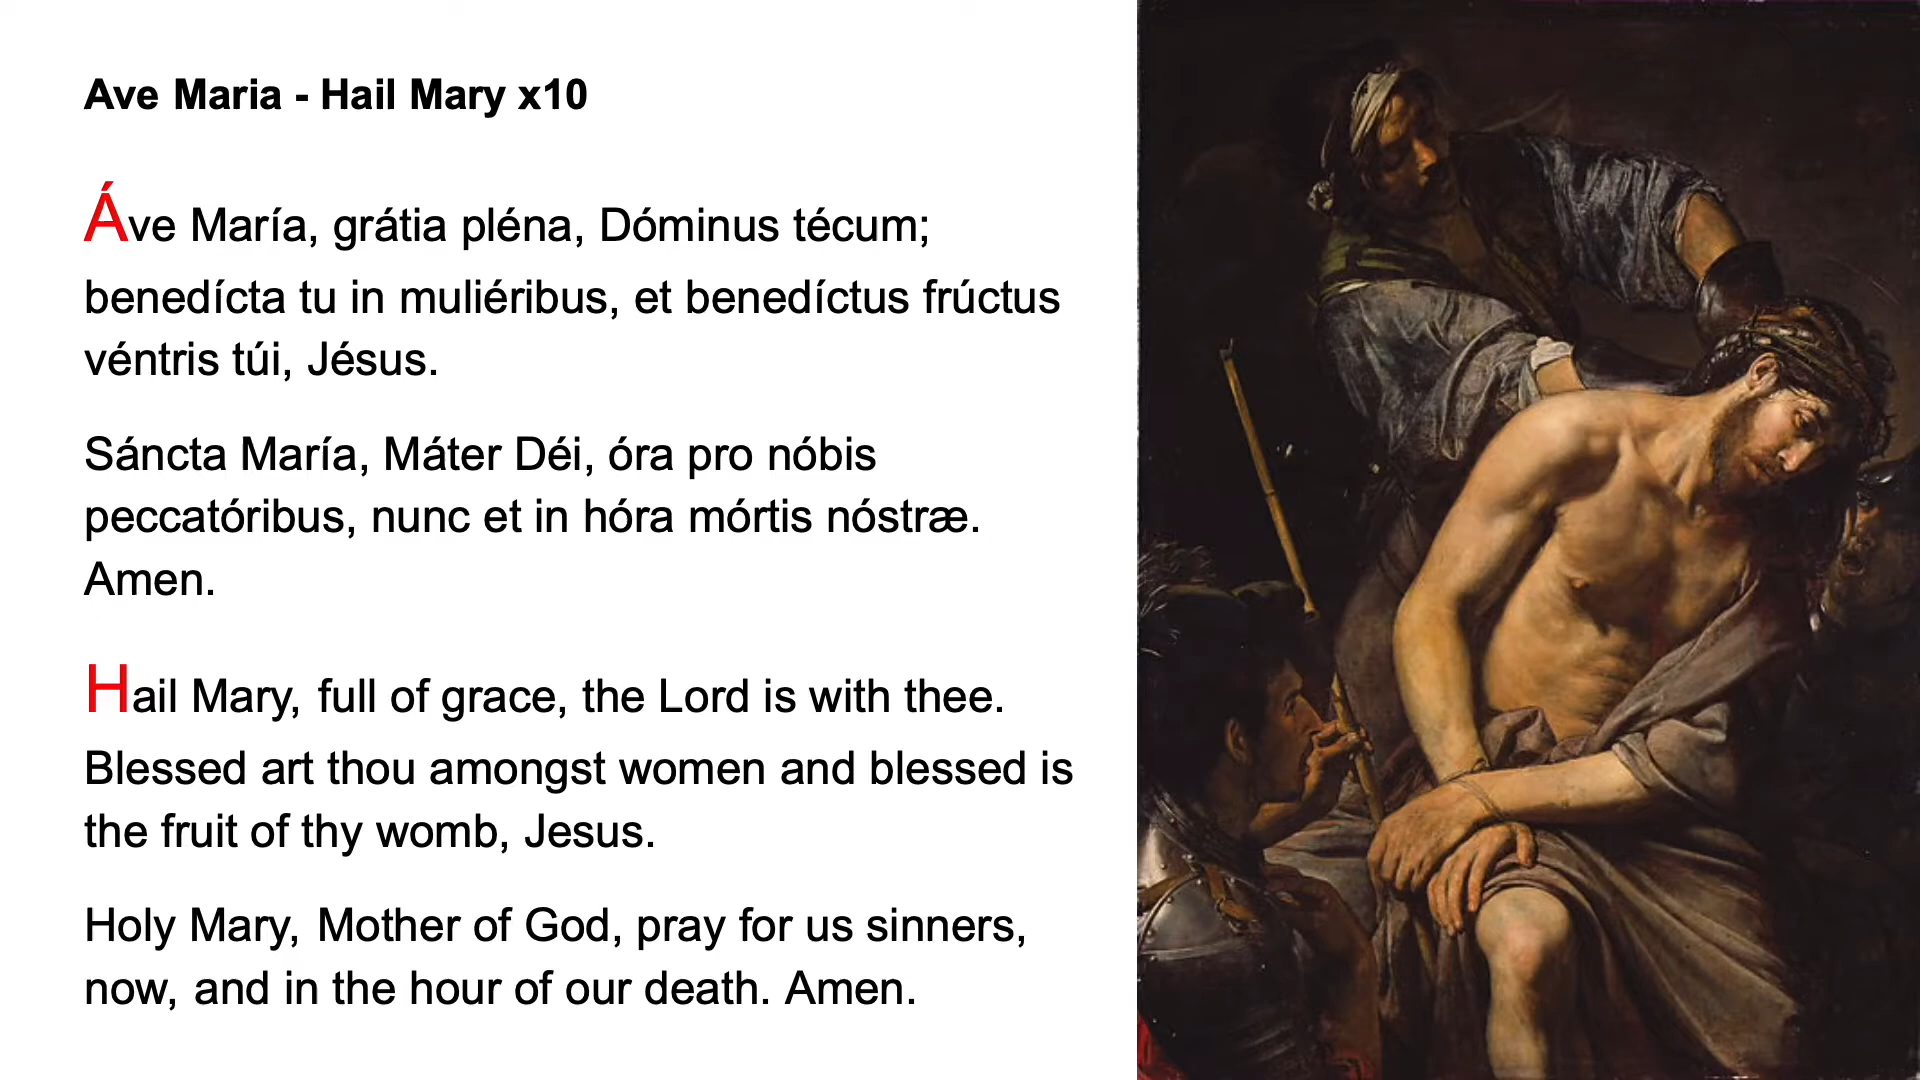 Ave Maria - Hail Mary x10
Áve María, grátia pléna, Dóminus técum;
benedícta tu in muliéribus, et benedíctus frúctus
véntris túi, Jésus.
Sáncta María, Máter Déi, óra pro nóbis
peccatóribus, nunc et in hóra mórtis nóstræ.
Amen.
Hail Mary, full of grace, the Lord is with thee.
Blessed art thou amongst women and blessed is
the fruit of thy womb, Jesus.
Holy Mary, Mother of God, pray for us sinners,
now, and in the hour of our death. Amen.